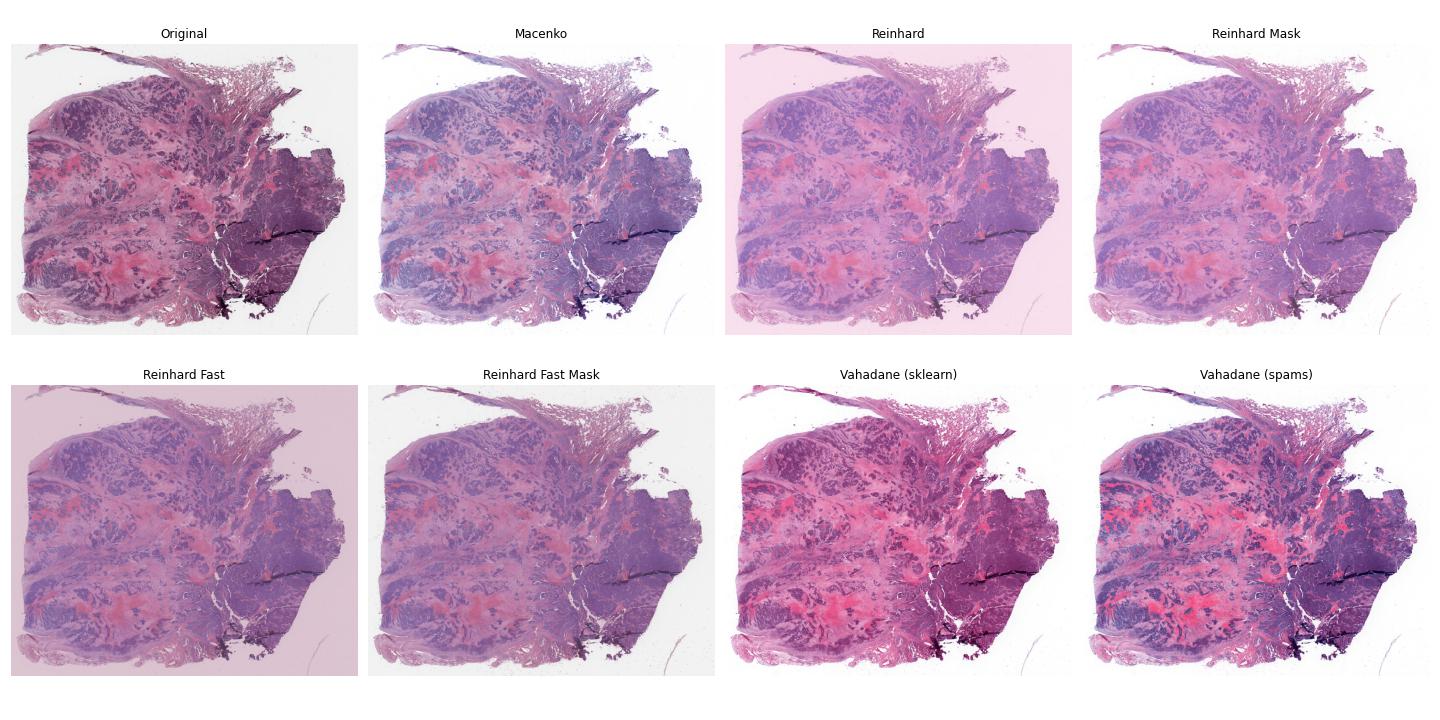 Original
Macenko
Reinhard
Reinhard Mask
Reinhard Fast
Reinhard Fast Mask
Vahadane (sklearn)
Vahadane (spams)